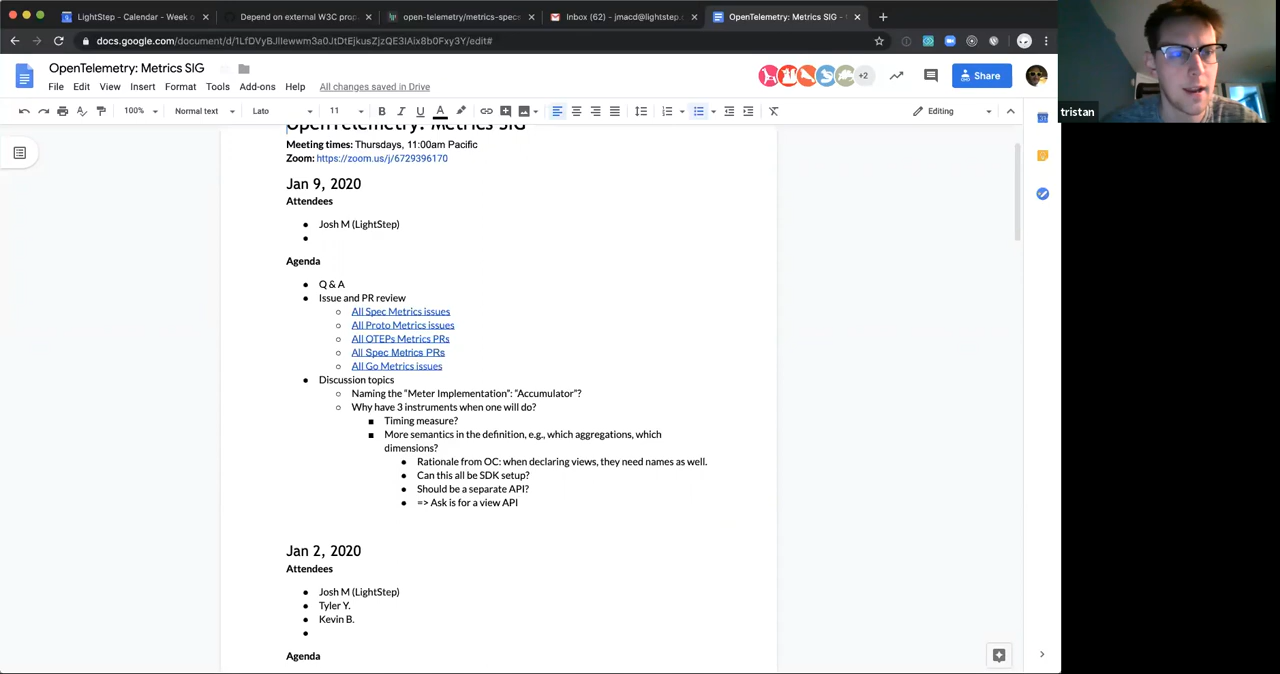 LightStep - Calendar - Week o
Depend on external W3C prop
open-telemetry/metrics-specs
Inbox (62) - jmacd@lightstep.
OpenTelemetry: Metrics SIG -
docs.google.com/document/d/1LfDVyBJlIewwm3a0JtDtEjkusZjzQE3IAix8b0Fxy3Y/edit#
OpenTelemetry: Metrics SIG
File Edit View Insert Format Tools Add-ons Help All changes saved in Drive
+2
Share
100% Normal text Lato 11 B I U A Editing
OpenTelemetry: Metrics SIG
Meeting times: Thursdays, 11:00am Pacific
Zoom: https://zoom.us/j/6729396170
Jan 9, 2020
Attendees
Josh M (LightStep)
Agenda
Q & A
Issue and PR review
All Spec Metrics issues
All Proto Metrics issues
All OTEPs Metrics PRs
All Spec Metrics PRs
All Go Metrics issues
Discussion topics
Naming the "Meter Implementation": "Accumulator"?
Why have 3 instruments when one will do?
Timing measure?
More semantics in the definition, e.g., which aggregations, which
dimensions?
Rationale from OC: when declaring views, they need names as well.
Can this all be SDK setup?
Should be a separate API?
=> Ask is for a view API
Jan 2, 2020
Attendees
Josh M (LightStep)
Tyler Y.
Kevin B.
Agenda
tristan